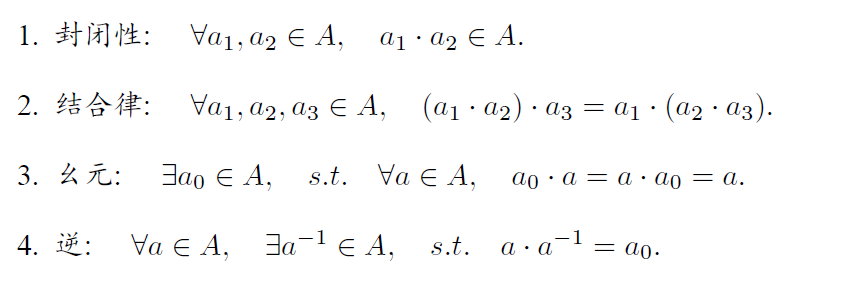 1. 封闭性: ∀a₁, a₂ ∈ A, a₁ · a₂ ∈ A.
2. 结合律: ∀a₁, a₂, a₃ ∈ A, (a₁ · a₂) · a₃ = a₁ · (a₂ · a₃).
3. 幺元: ∃a₀ ∈ A, s.t. ∀a ∈ A, a₀ · a = a · a₀ = a.
4. 逆: ∀a ∈ A, ∃a⁻¹ ∈ A, s.t. a · a⁻¹ = a₀.